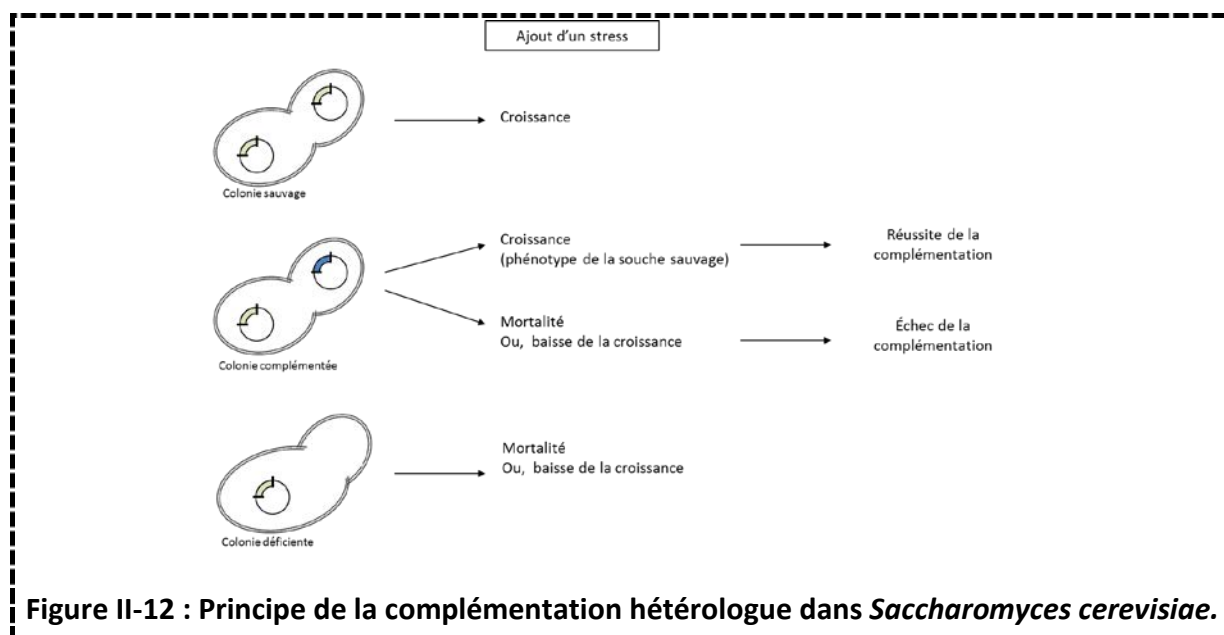 Ajout d'un stress
Croissance
Colonie sauvage
Croissance
(phénotype de la souche sauvage)
Réussite de la
complémentation
Mortalité
Ou, baisse de la croissance
Échec de la
complémentation
Colonie complémentée
Mortalité
Ou, baisse de la croissance
Colonie déficiente
Figure II-12 : Principe de la complémentation hétérologue dans Saccharomyces cerevisiae.